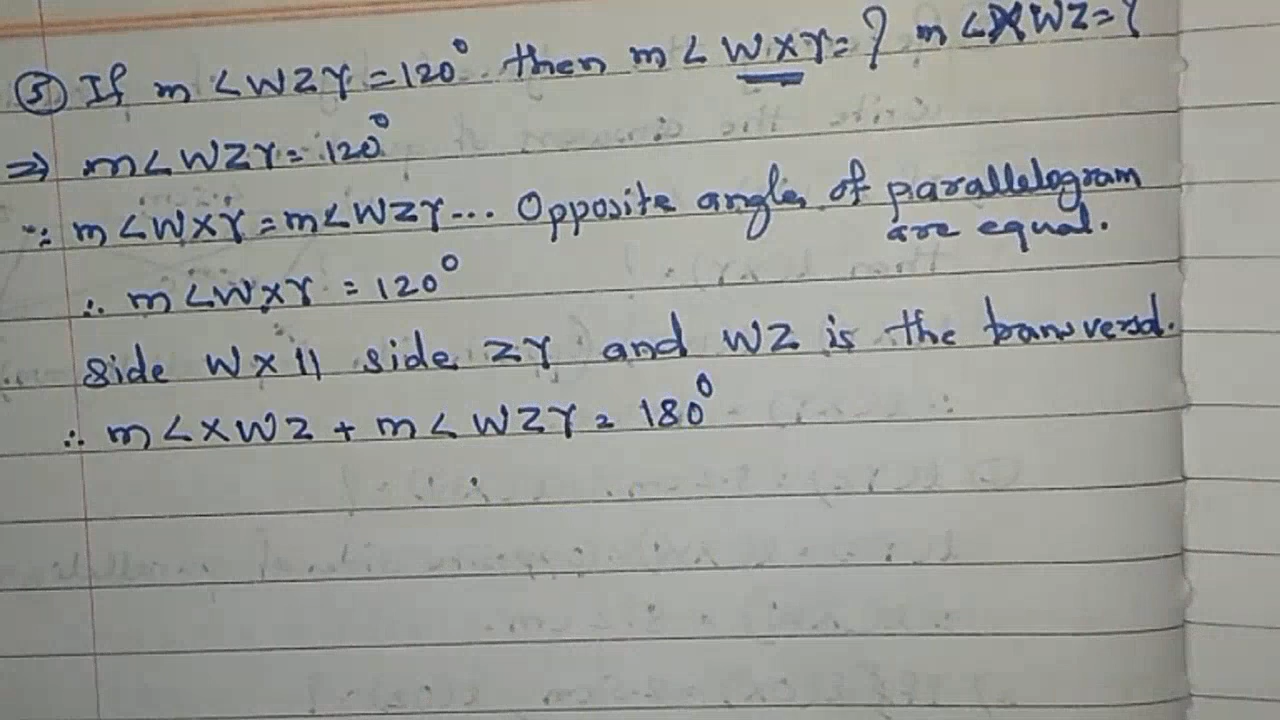 ⑤ If m∠WZY = 120° then m∠WXY = ? m∠XWZ = ?
⇒ m∠WZY = 120°
∵ m∠WXY = m∠WZY... Opposite angles of parallelogram
are equal.
∴ m∠WXY = 120°
Side WX || side ZY and WZ is the transversal.
∴ m∠XWZ + m∠WZY = 180°